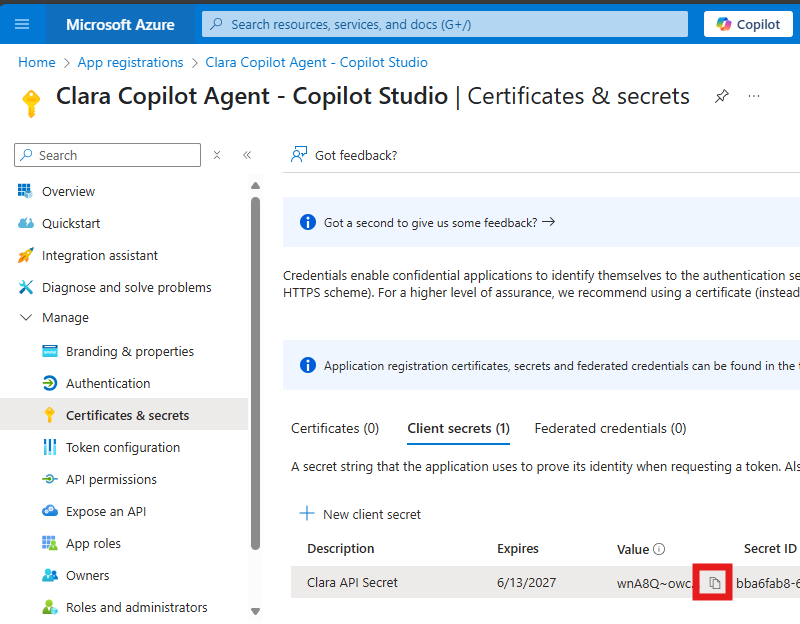 Microsoft Azure
Search resources, services, and docs (G+/)
Copilot
Home > App registrations > Clara Copilot Agent - Copilot Studio
Clara Copilot Agent - Copilot Studio | Certificates & secrets
Search
Got feedback?
Overview
Quickstart
Got a second to give us some feedback? →
Integration assistant
Diagnose and solve problems
Credentials enable confidential applications to identify themselves to the authentication se
HTTPS scheme). For a higher level of assurance, we recommend using a certificate (instead
Manage
Branding & properties
Application registration certificates, secrets and federated credentials can be found in the
Authentication
Certificates & secrets
Certificates (0) Client secrets (1) Federated credentials (0)
Token configuration
A secret string that the application uses to prove its identity when requesting a token. Als
API permissions
Expose an API
New client secret
App roles
Description Expires Value Secret ID
Owners
Clara API Secret 6/13/2027 wnA8Q~owc. bba6fab8-6
Roles and administrators